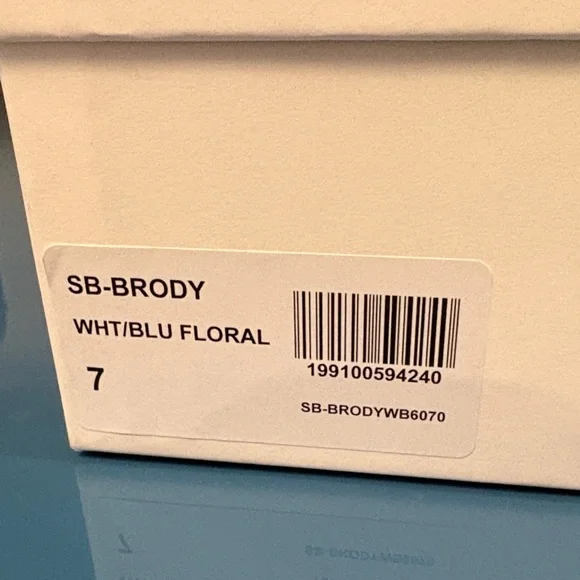 SB-BRODY
WHT/BLU FLORAL
7
199100594240
SB-BRODYWB6070